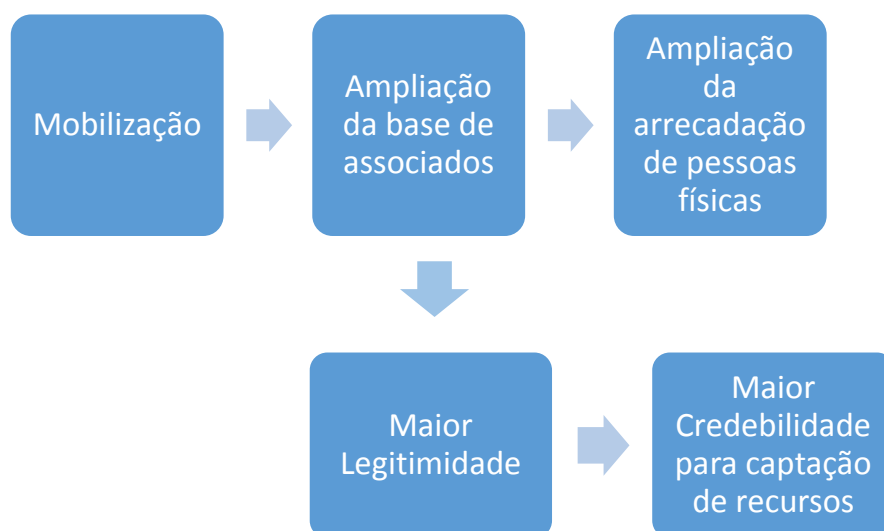 Mobilização
Ampliação
da base de
associados
Ampliação
da
arrecadação
de pessoas
físicas
Maior
Legitimidade
Maior
Credebilidade
para captação
de recursos